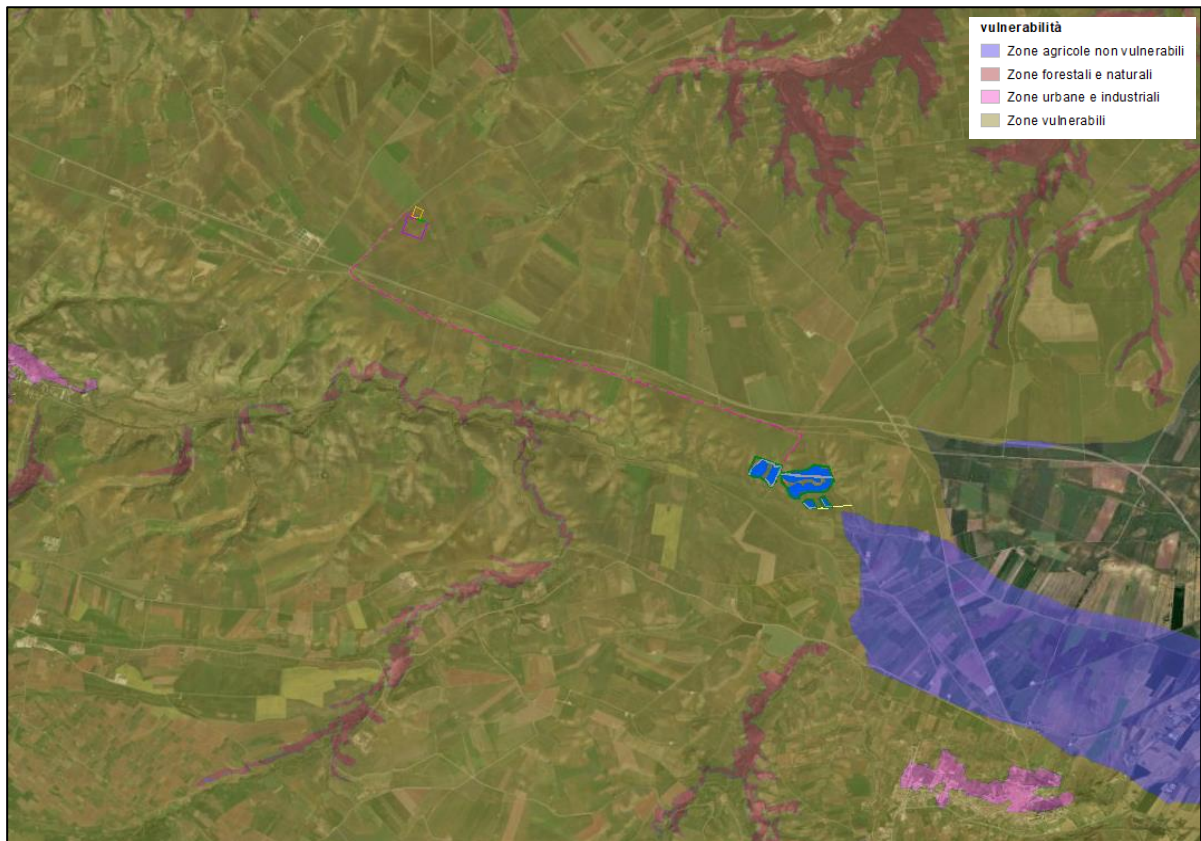 vulnerabilità
Zone agricole non vulnerabili
Zone forestali e naturali
Zone urbane e industriali
Zone vulnerabili